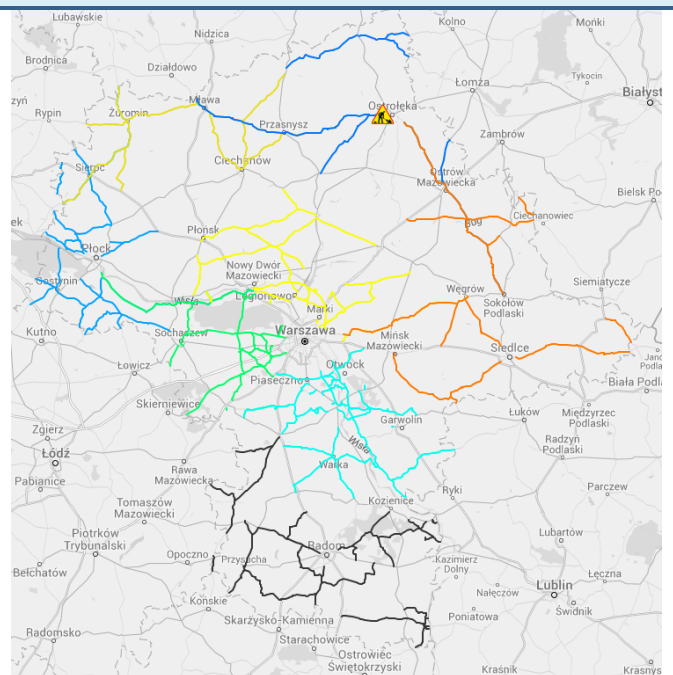 Lubawskie
Kolno
Mońki
Nidzica
Brodnica
Działdowo
Łomża
Tykocin
Białyst
zyń
Rypin
Żuromin
Mława
Ostrołęka
Przasnysz
Zambrów
Ciechanów
Sierpc
Ostrów
Mazowiecka
Bielsk Po
ek
Płońsk
Bug
Ciechanowiec
Płock
Nowy Dwór
Mazowiecki
Gostynin
Węgrów
Siemiatycze
Wisła
Legionowo
Marki
Sokołów
Podlaski
Kutno
Sochaczew
Warszawa
Mińsk
Mazowiecki
Siedlce
Łowicz
Otwock
Piaseczno
Biała Podl
Skierniewice
Garwolin
Łuków
Międzyrzec
Podlaski
Zgierz
Łódź
Wisła
Radzyń
Podlaski
Pabianice
Rawa
Mazowiecka
Warka
Ryki
Parczew
Kozienice
Tomaszów
Mazowiecki
Piotrków
Trybunalski
Lubartów
Opoczno
Przysucha
Radom
Bełchatów
Kazimierz
Dolny
Łęczna
Końskie
Nałęczów
Lublin
Świdnik
Poniatowa
Radomsko
Skarżysko-Kamienna
Starachowice
Ostrowiec
Świętokrzyski
Kraśnik
Krasnys